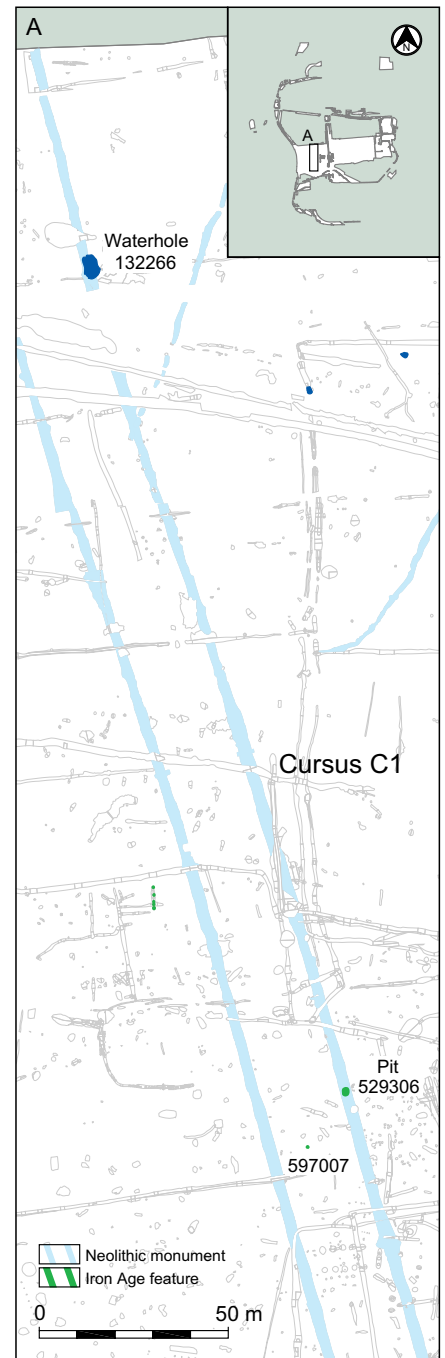 A
N
A
Waterhole
132266
Cursus C1
Pit
529306
597007
Neolithic monument
Iron Age feature
0 50 m